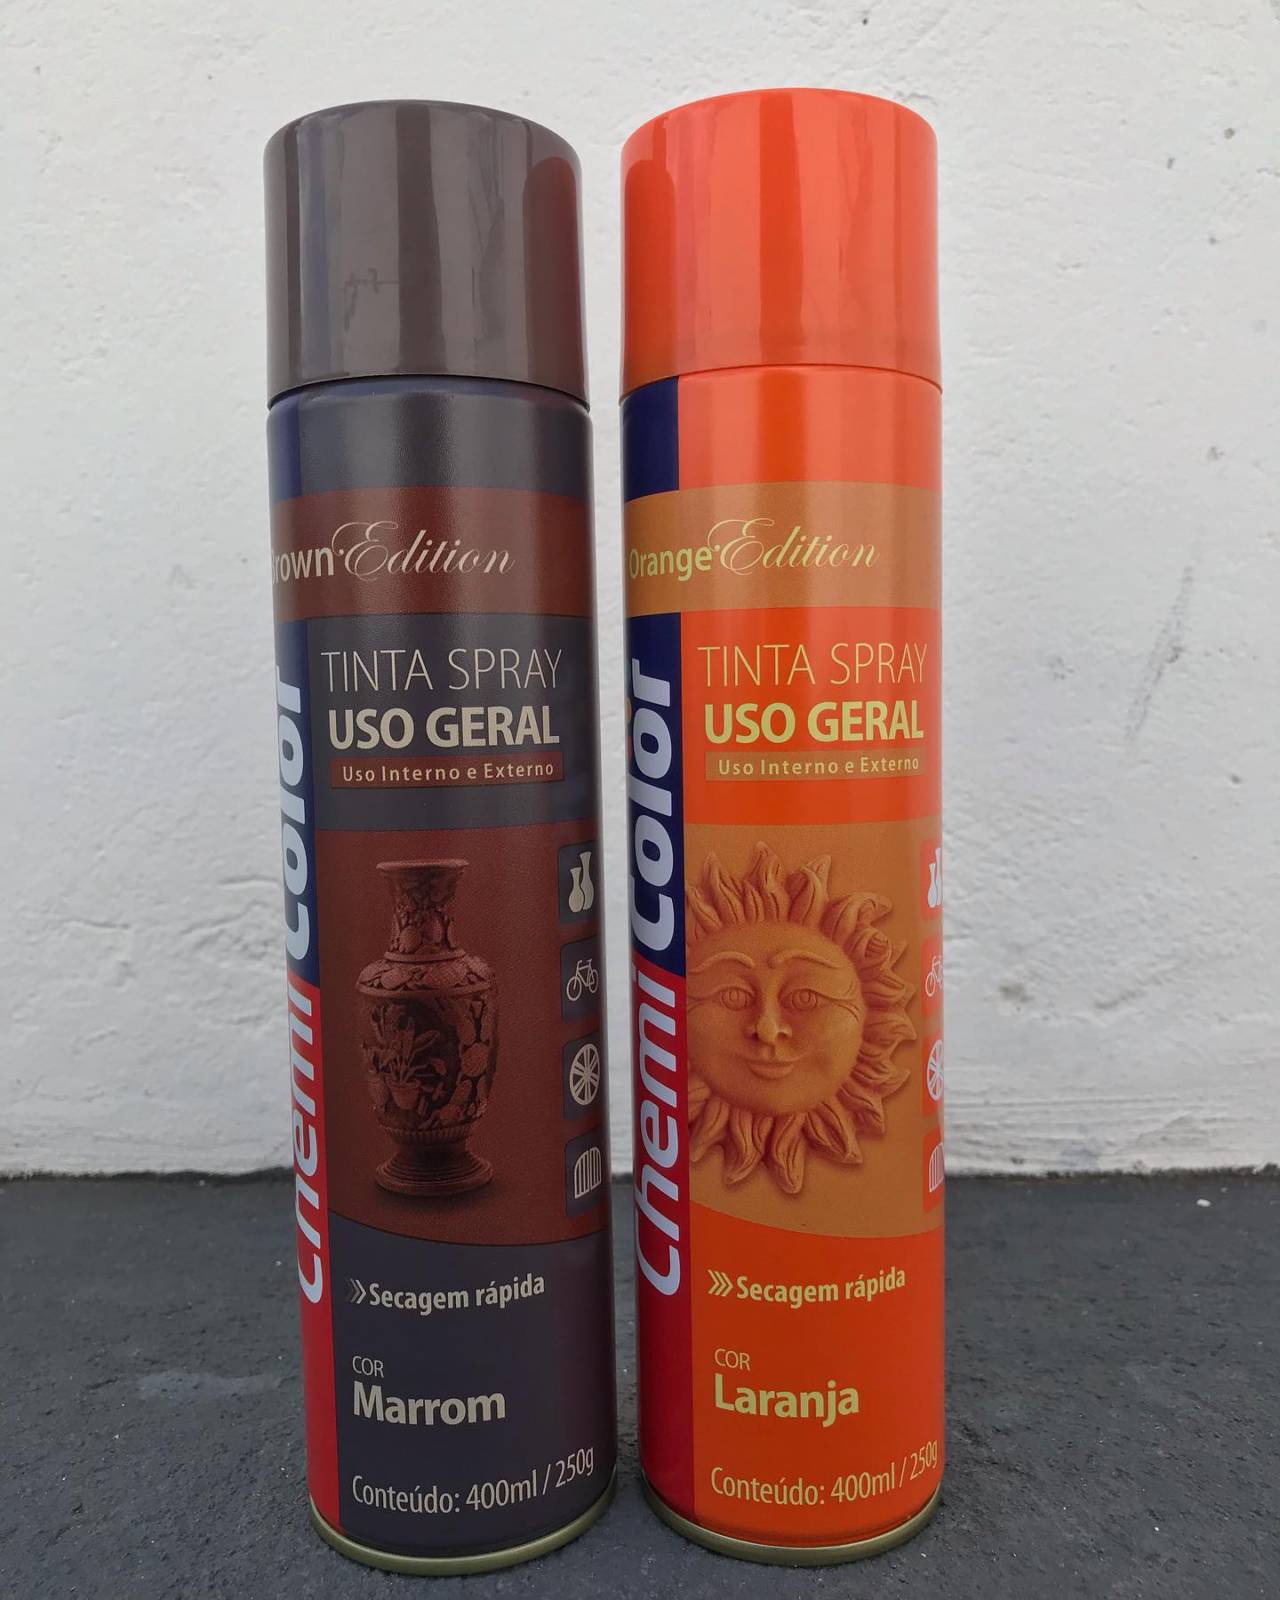 Brown Edition
TINTA SPRAY
USO GERAL
Uso Interno e Externo
Chemi Color
Secagem rápida
COR
Marrom
Conteúdo: 400ml / 250g
Orange Edition
TINTA SPRAY
USO GERAL
Uso Interno e Externo
Chemi Color
Secagem rápida
COR
Laranja
Conteúdo: 400ml / 250g